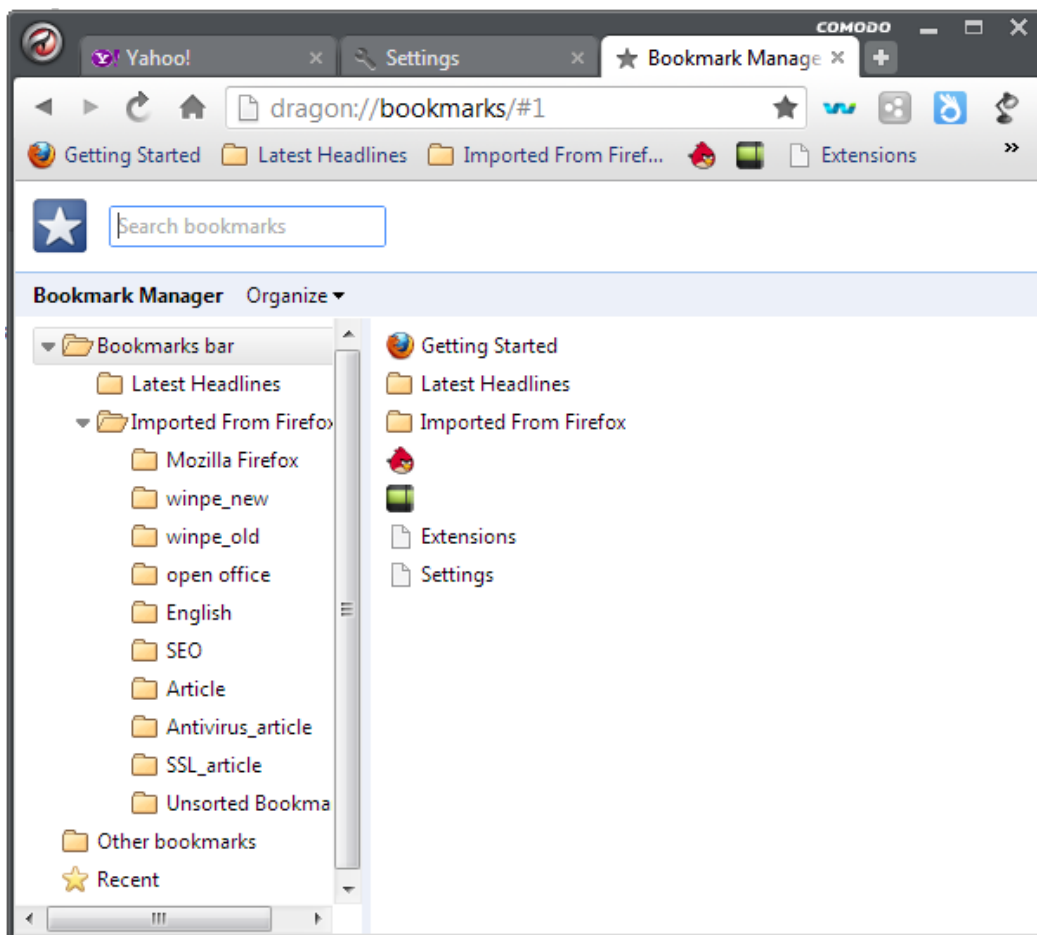 COMODO
Yahoo! Settings Bookmark Manage
dragon://bookmarks/#1
Getting Started Latest Headlines Imported From Firef... Extensions »
Search bookmarks
Bookmark Manager Organize
Bookmarks bar
Latest Headlines
Imported From Firefox
Mozilla Firefox
winpe_new
winpe_old
open office
English
SEO
Article
Antivirus_article
SSL_article
Unsorted Bookma
Other bookmarks
Recent
Getting Started
Latest Headlines
Imported From Firefox
Extensions
Settings